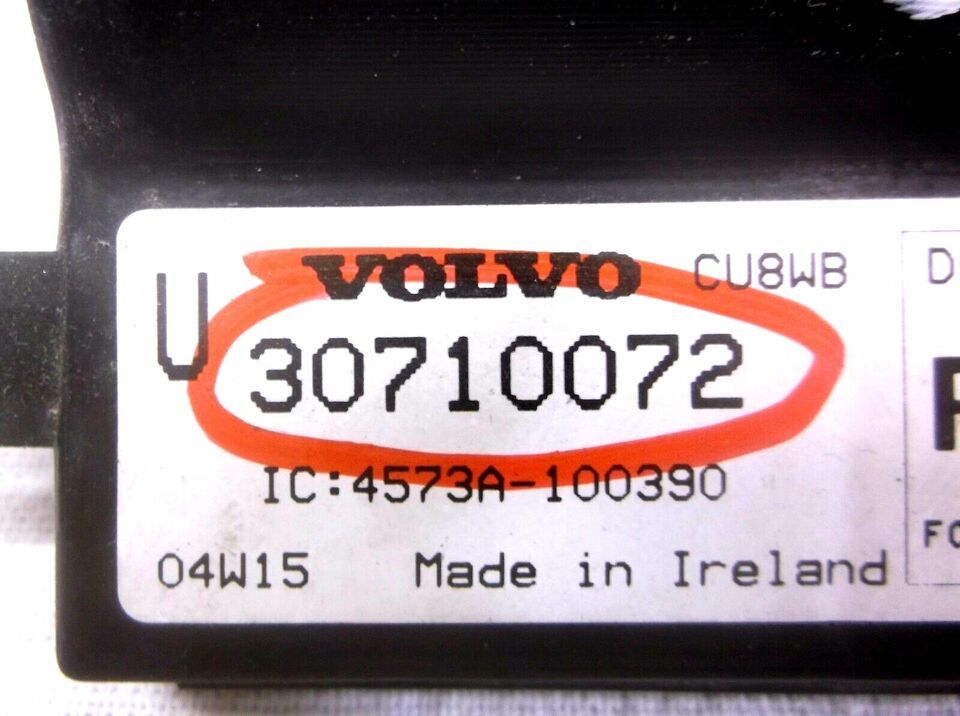 U VOLVO CU8WB
30710072
IC:4573A-100390
04W15 Made in Ireland